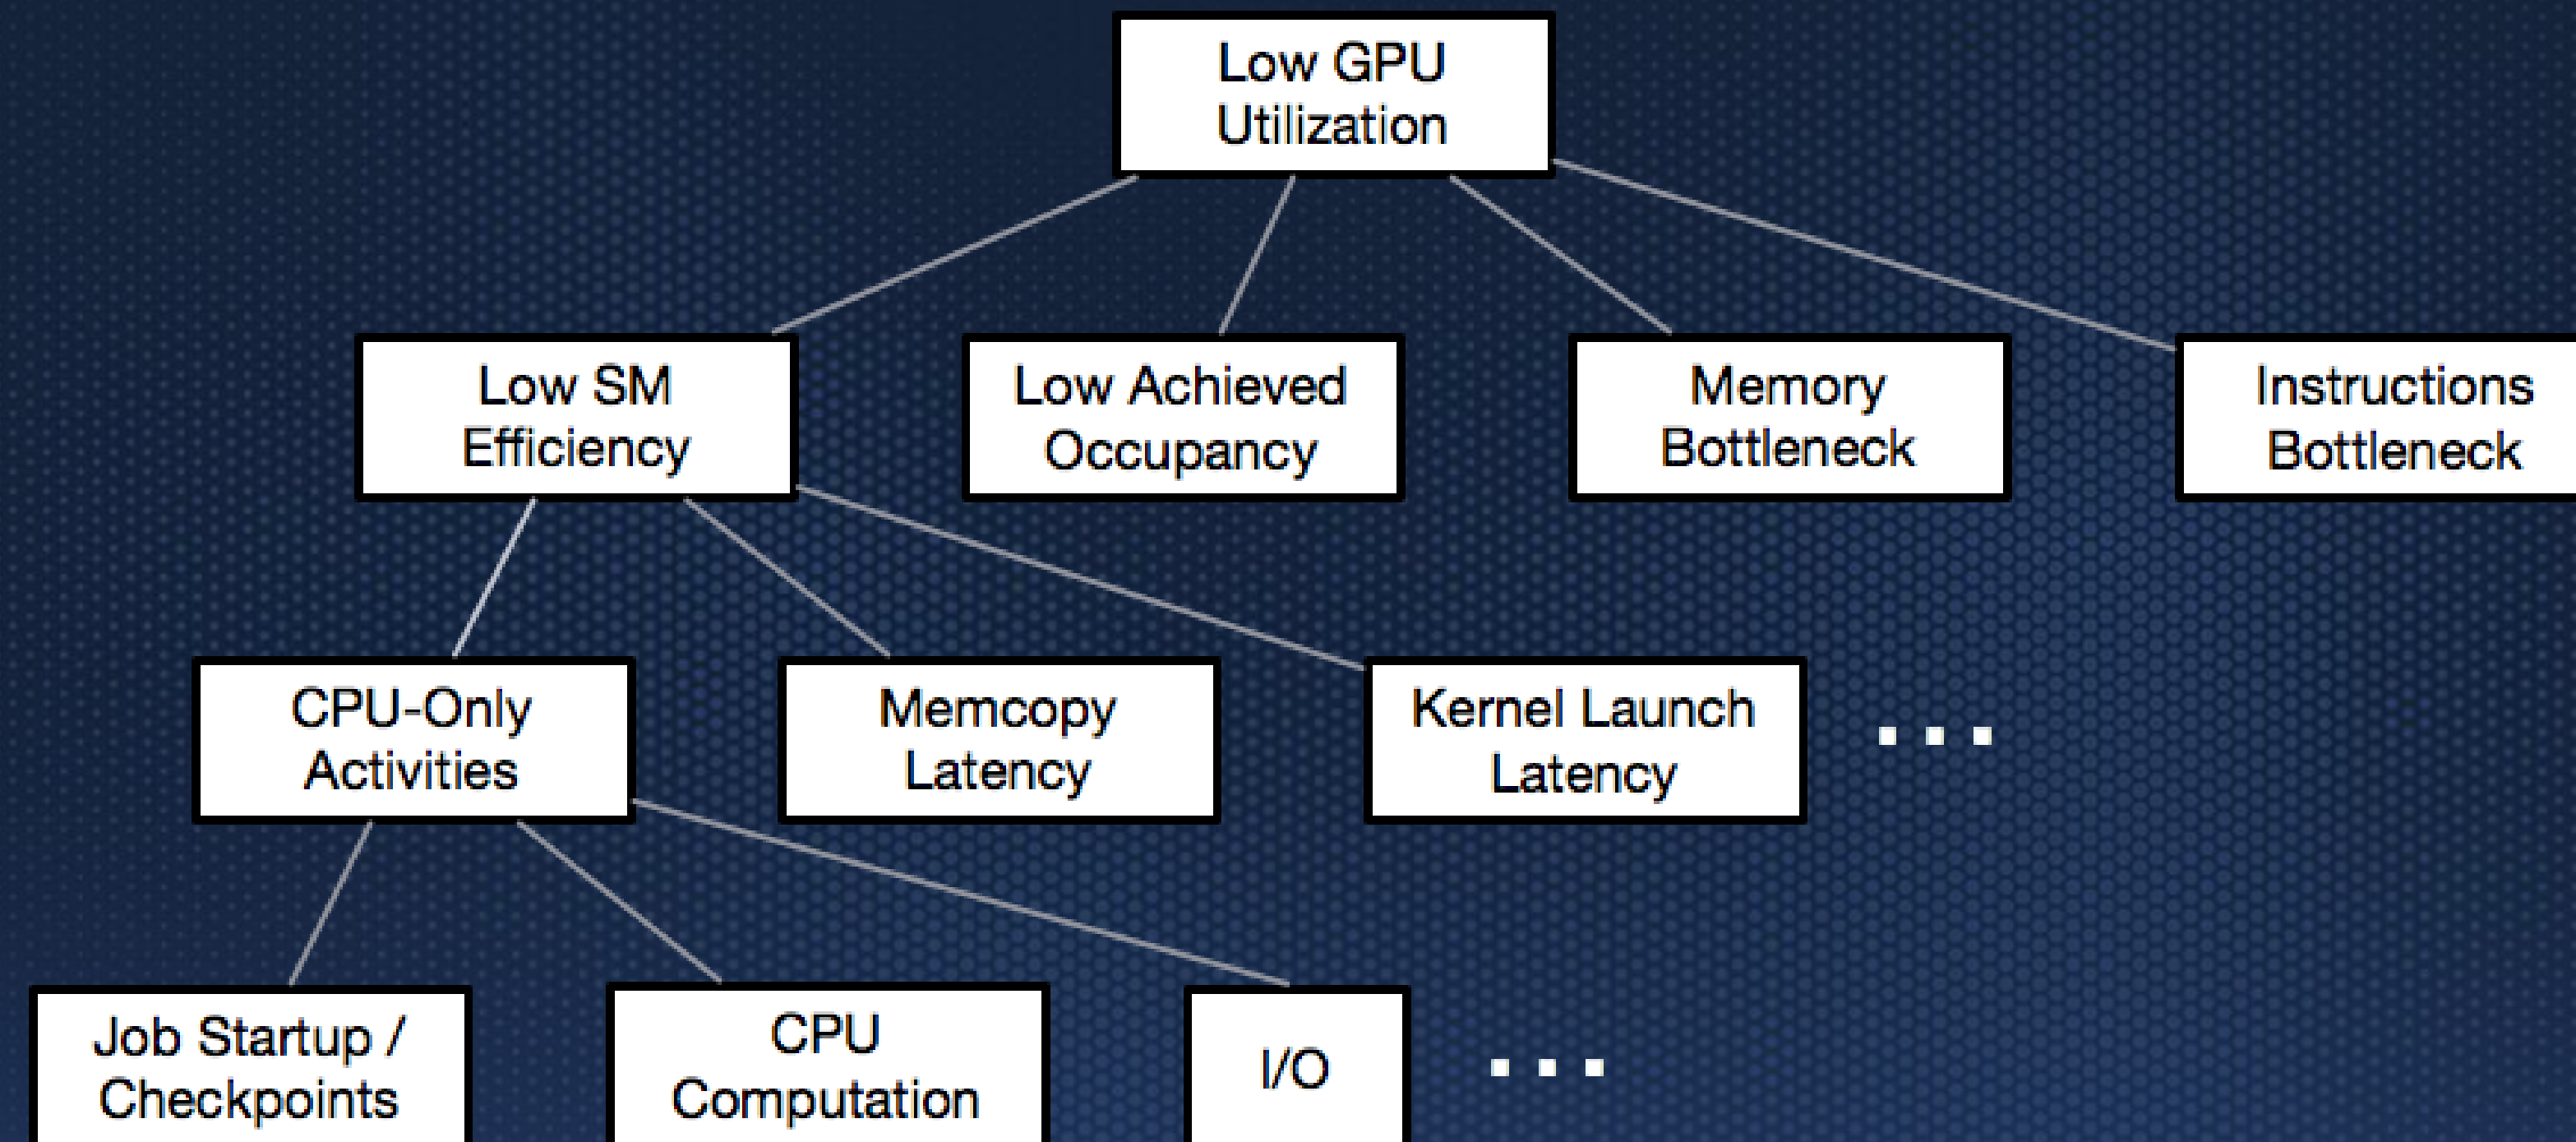 Low GPU
Utilization
Low SM
Efficiency
Low Achieved
Occupancy
Memory
Bottleneck
Instructions
Bottleneck
CPU-Only
Activities
Memcopy
Latency
Kernel Launch
Latency
...
Job Startup /
Checkpoints
CPU
Computation
I/O
...